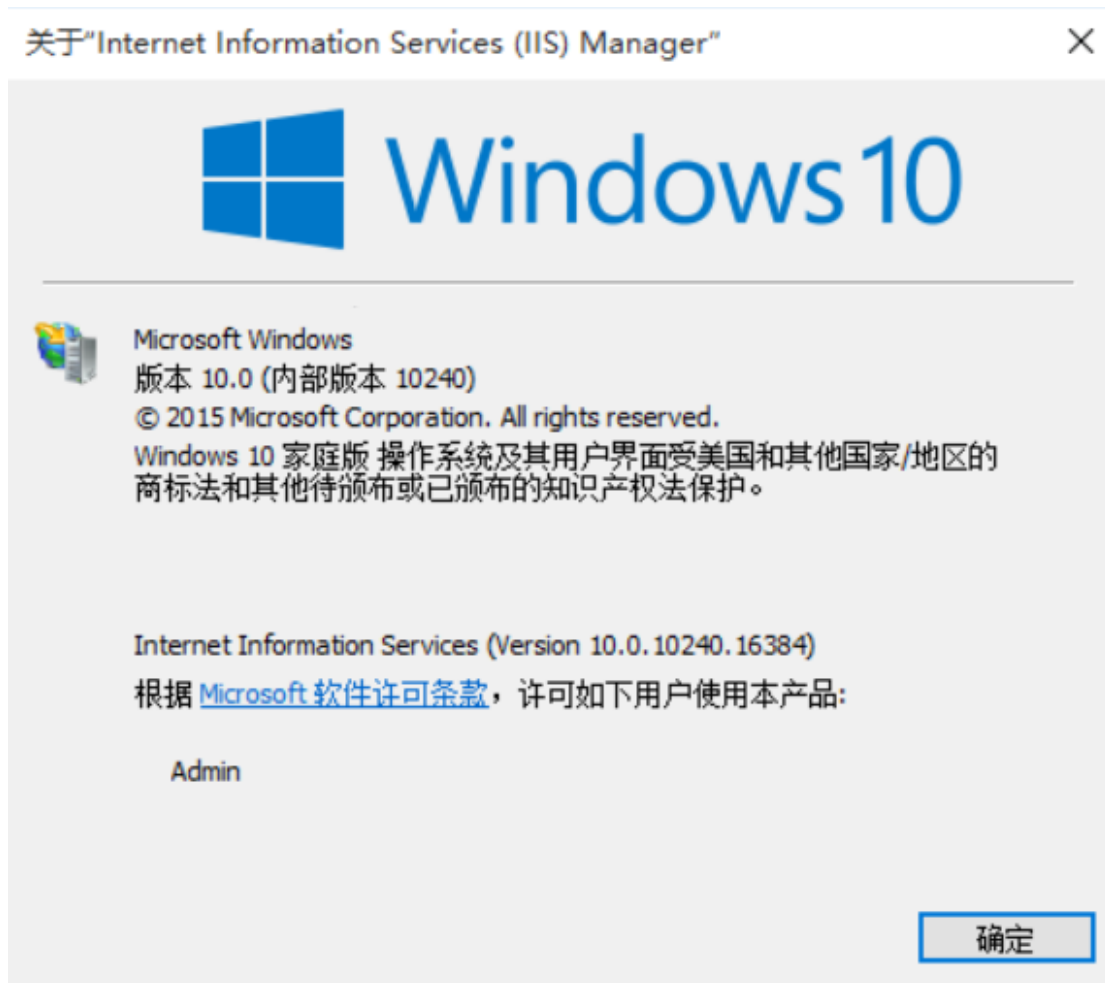 关于“Internet Information Services (IIS) Manager”
Windows 10
Microsoft Windows
版本 10.0 (内部版本 10240)
© 2015 Microsoft Corporation. All rights reserved.
Windows 10 家庭版 操作系统及其用户界面受美国和其他国家/地区的
商标法和其他待颁布或已颁布的知识产权法保护。
Internet Information Services (Version 10.0.10240.16384)
根据 Microsoft 软件许可条款，许可如下用户使用本产品:
Admin
确定